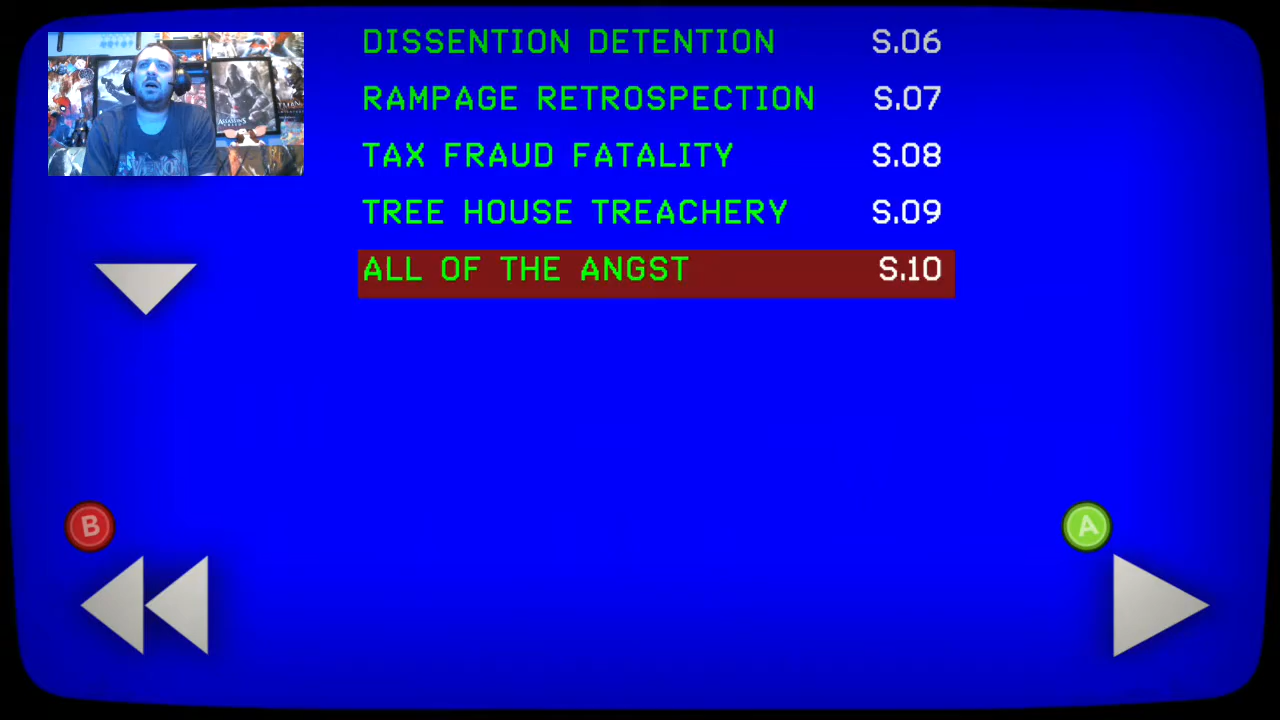 DISSENTION DETENTION S.06
RAMPAGE RETROSPECTION S.07
TAX FRAUD FATALITY S.08
TREE HOUSE TREACHERY S.09
ALL OF THE ANGST S.10
B
A
ASSASSIN'S